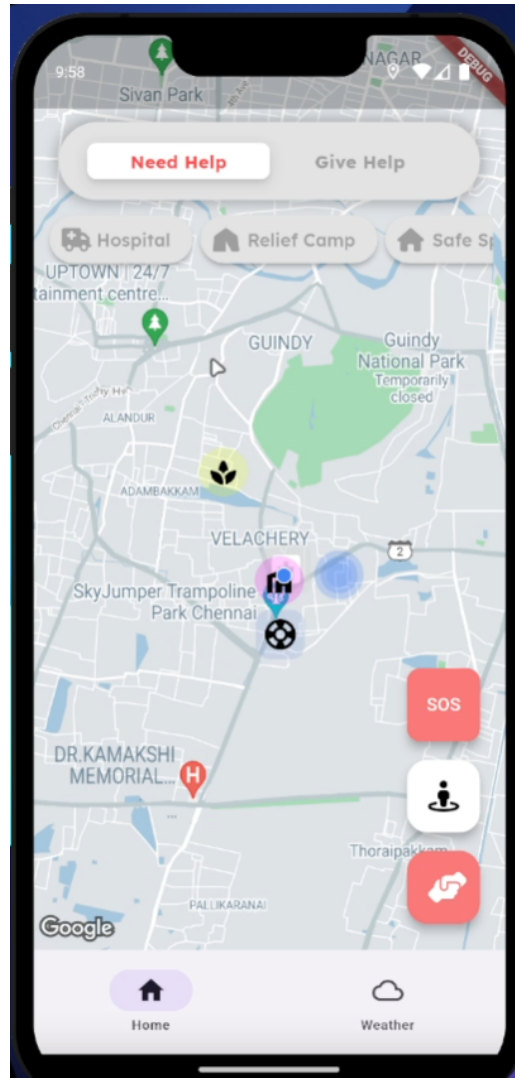 9:58
NAGAR
DEBUG
Sivan Park
4th Ave
Need Help
Give Help
Hospital
Relief Camp
Safe Sp
UPTOWN | 24/7
tainment centre...
GUINDY
Guindy
National Park
Temporarily
closed
ALANDUR
ADAMBAKKAM
VELACHERY
2
SkyJumper Trampoline
Park Chennai
SOS
DR.KAMAKSHI
MEMORIAL...
H
...
Thoraipakkam
PALLIKARANAI
Google
Home
Weather